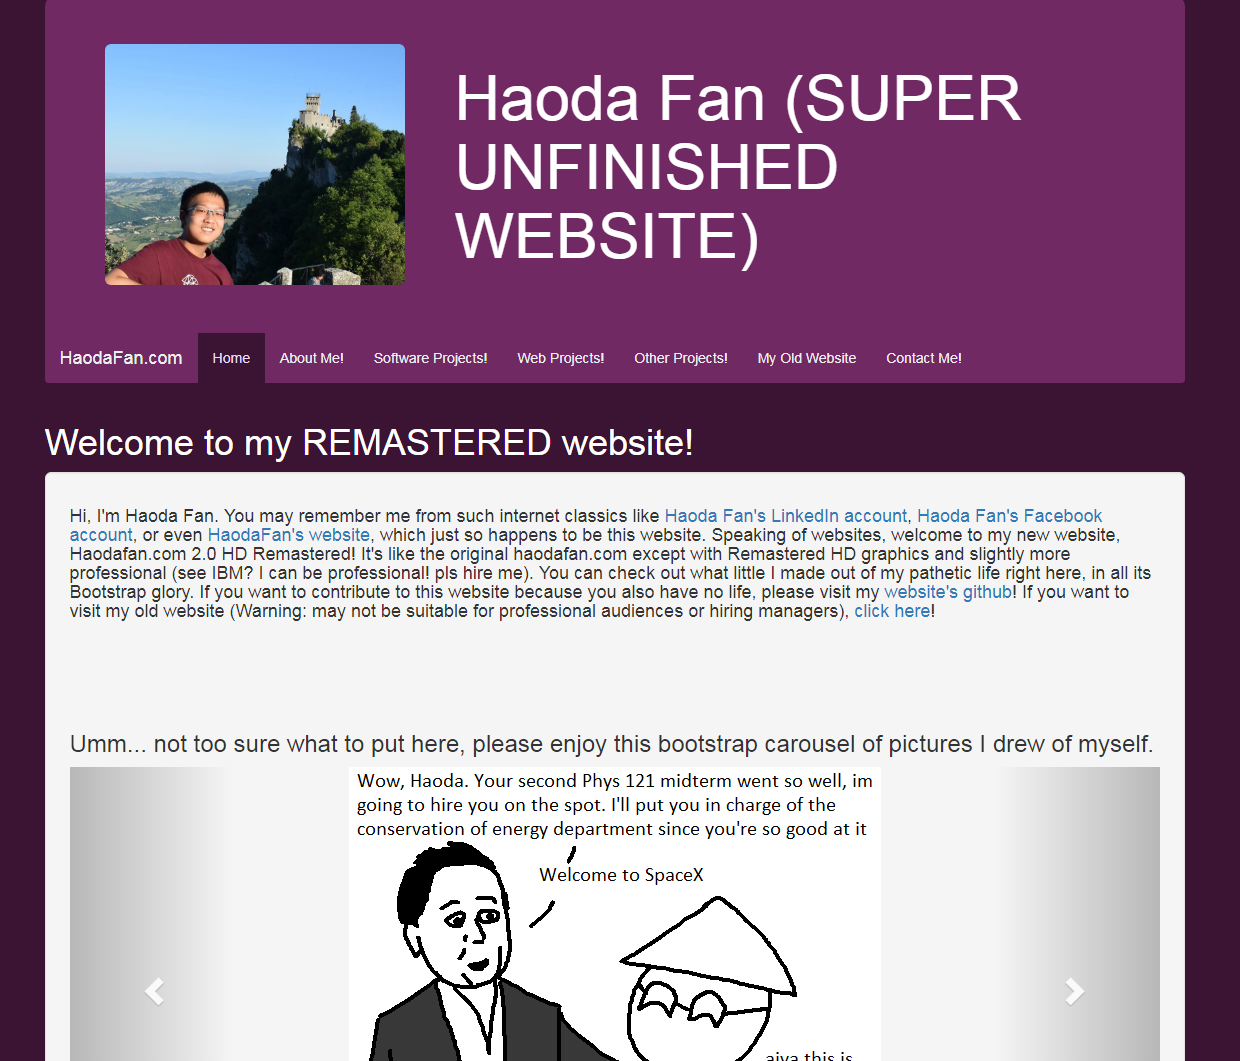 Haoda Fan (SUPER
UNFINISHED
WEBSITE)
HaodaFan.com Home About Me! Software Projects! Web Projects! Other Projects! My Old Website Contact Me!
Welcome to my REMASTERED website!
Hi, I'm Haoda Fan. You may remember me from such internet classics like Haoda Fan's LinkedIn account, Haoda Fan's Facebook
account, or even HaodaFan's website, which just so happens to be this website. Speaking of websites, welcome to my new website,
Haodafan.com 2.0 HD Remastered! It's like the original haodafan.com except with Remastered HD graphics and slightly more
professional (see IBM? I can be professional! pls hire me). You can check out what little I made out of my pathetic life right here, in all its
Bootstrap glory. If you want to contribute to this website because you also have no life, please visit my website's github! If you want to
visit my old website (Warning: may not be suitable for professional audiences or hiring managers), click here!
Umm... not too sure what to put here, please enjoy this bootstrap carousel of pictures I drew of myself.
Wow, Haoda. Your second Phys 121 midterm went so well, im
going to hire you on the spot. I'll put you in charge of the
conservation of energy department since you're so good at it
Welcome to SpaceX
aiya this is